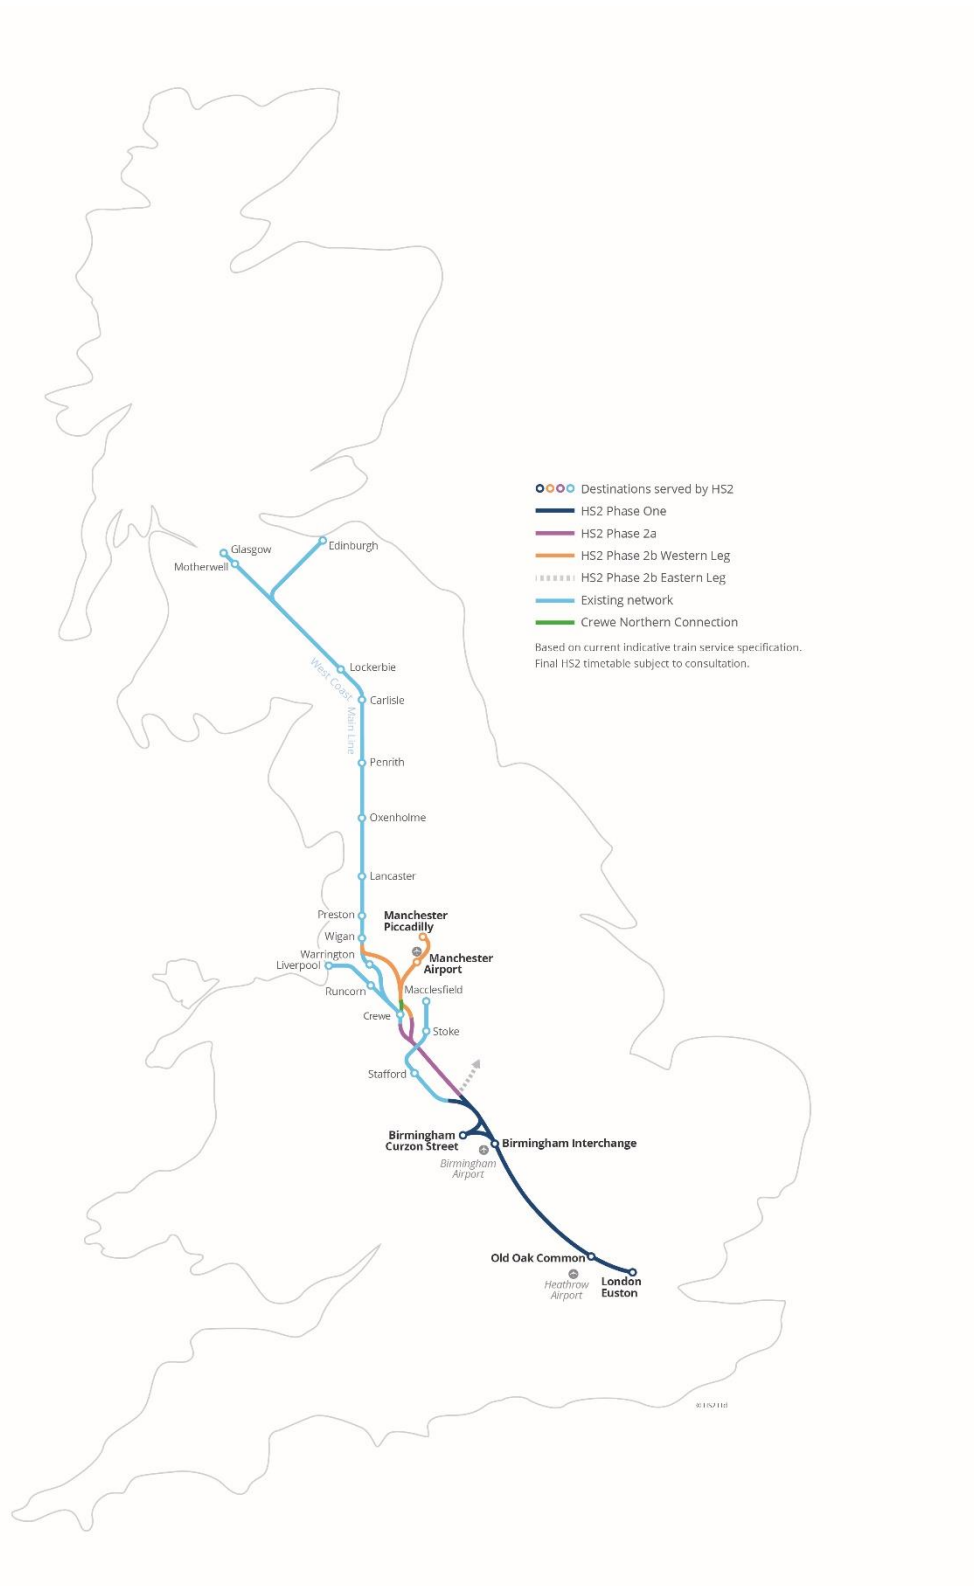 Destinations served by HS2
HS2 Phase One
HS2 Phase 2a
HS2 Phase 2b Western Leg
HS2 Phase 2b Eastern Leg
Existing network
Crewe Northern Connection
Based on current indicative train service specification.
Final HS2 timetable subject to consultation.
Glasgow
Edinburgh
Motherwell
Lockerbie
West Coast Main Line
Carlisle
Penrith
Oxenholme
Lancaster
Preston
Manchester
Piccadilly
Wigan
Warrington
Manchester
Airport
Liverpool
Runcorn
Macclesfield
Crewe
Stoke
Stafford
Birmingham
Curzon Street
Birmingham Interchange
Birmingham
Airport
Old Oak Common
Heathrow
Airport
London
Euston
© HS2 Ltd